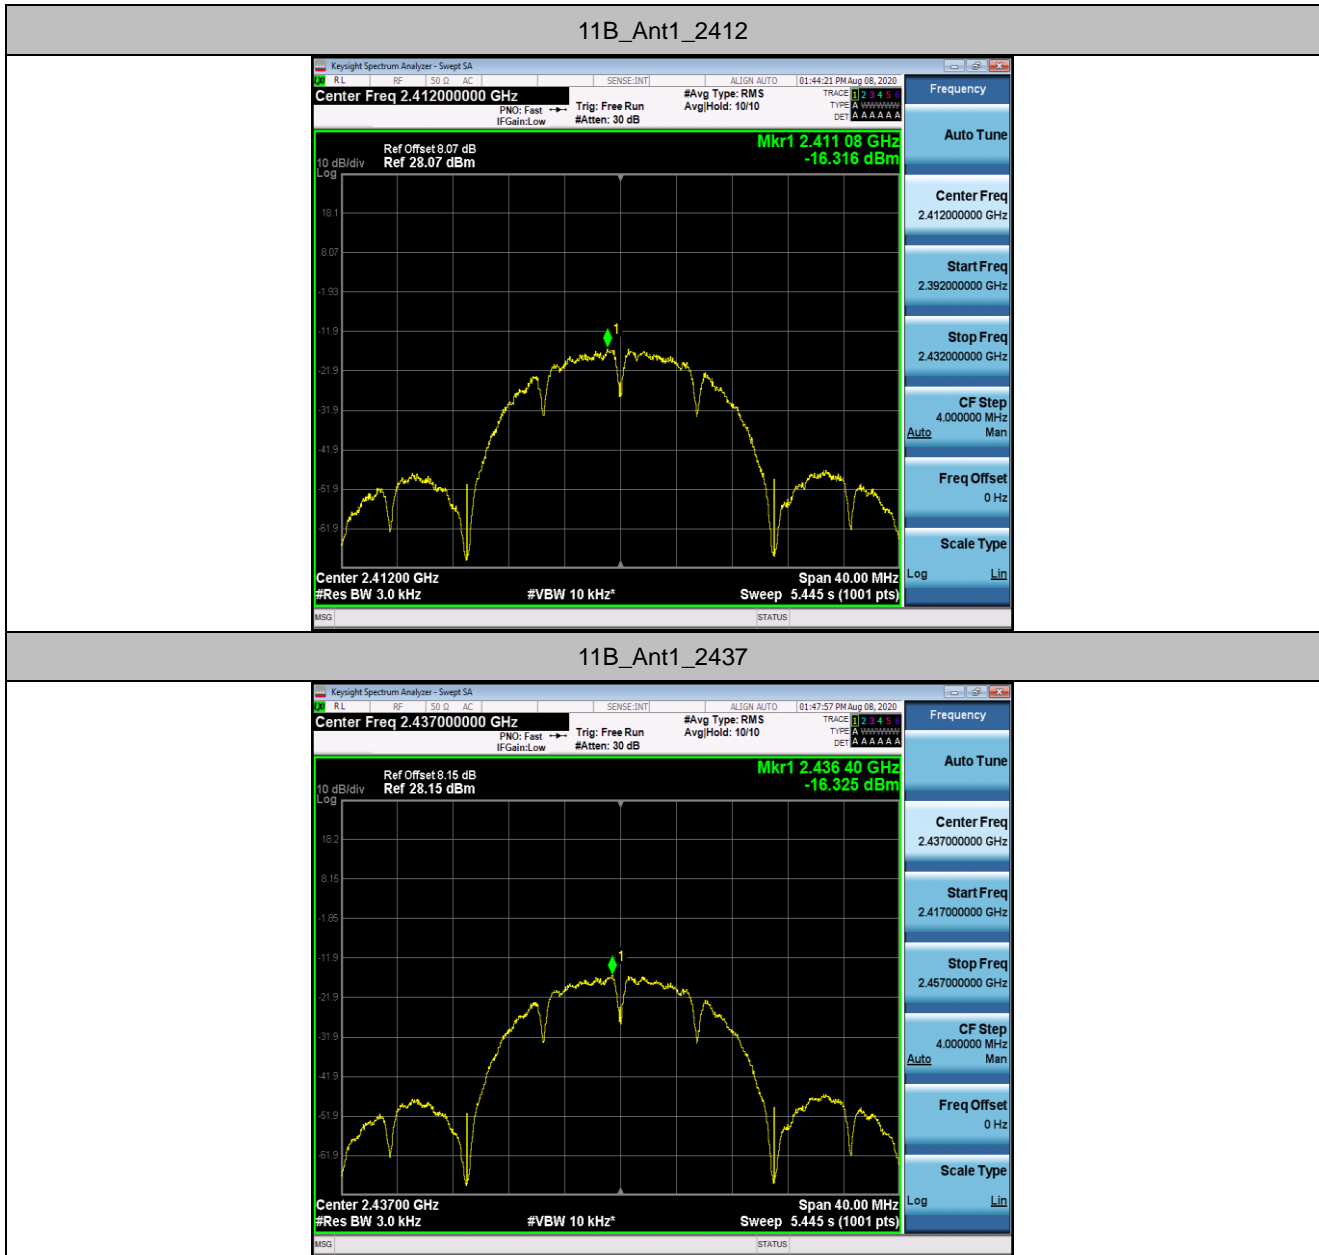 11B_Ant1_2412
Keysight Spectrum Analyzer - Swept SA
RL RF 50 Ω AC SENSE:INT ALIGN AUTO 01:44:21 PM Aug 08, 2020
Center Freq 2.412000000 GHz
PNO: Fast
IFGain:Low
Trig: Free Run
#Atten: 30 dB
#Avg Type: RMS
Avg|Hold: 10/10
TRACE 1 2 3 4 5 6
TYPE A WWWWW
DET A A A A A A
Frequency
Mkr1 2.411 08 GHz
-16.316 dBm
Ref Offset 8.07 dB
10 dB/div Ref 28.07 dBm
Log
18.1
8.07
-1.93
-11.9
-21.9
-31.9
-41.9
-51.9
-61.9
1
Center 2.41200 GHz Span 40.00 MHz
#Res BW 3.0 kHz #VBW 10 kHz* Sweep 5.445 s (1001 pts)
MSG STATUS
Auto Tune
Center Freq
2.412000000 GHz
Start Freq
2.392000000 GHz
Stop Freq
2.432000000 GHz
CF Step
4.000000 MHz
Auto Man
Freq Offset
0 Hz
Scale Type
Log Lin
11B_Ant1_2437
Keysight Spectrum Analyzer - Swept SA
RL RF 50 Ω AC SENSE:INT ALIGN AUTO 01:47:57 PM Aug 08, 2020
Center Freq 2.437000000 GHz
PNO: Fast
IFGain:Low
Trig: Free Run
#Atten: 30 dB
#Avg Type: RMS
Avg|Hold: 10/10
TRACE 1 2 3 4 5 6
TYPE A WWWWW
DET A A A A A A
Frequency
Mkr1 2.436 40 GHz
-16.325 dBm
Ref Offset 8.15 dB
10 dB/div Ref 28.15 dBm
Log
18.2
8.15
-1.85
-11.9
-21.9
-31.9
-41.9
-51.9
-61.9
1
Center 2.43700 GHz Span 40.00 MHz
#Res BW 3.0 kHz #VBW 10 kHz* Sweep 5.445 s (1001 pts)
MSG STATUS
Auto Tune
Center Freq
2.437000000 GHz
Start Freq
2.417000000 GHz
Stop Freq
2.457000000 GHz
CF Step
4.000000 MHz
Auto Man
Freq Offset
0 Hz
Scale Type
Log Lin